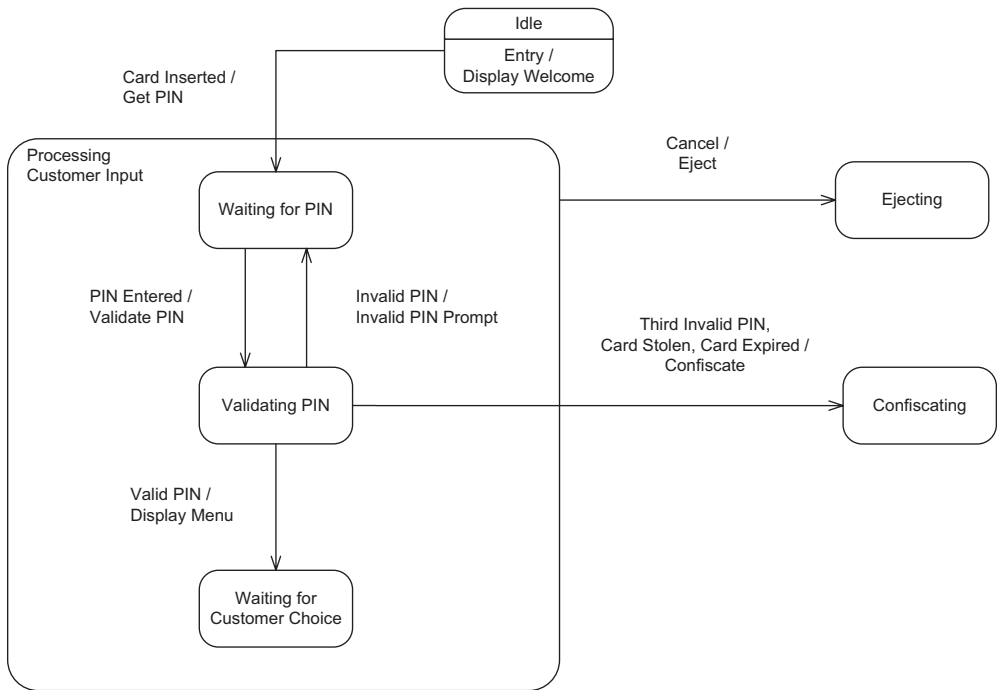 Idle
Entry /
Display Welcome
Card Inserted /
Get PIN
Processing
Customer Input
Cancel /
Eject
Waiting for PIN
Ejecting
PIN Entered /
Validate PIN
Invalid PIN /
Invalid PIN Prompt
Third Invalid PIN,
Card Stolen, Card Expired /
Confiscate
Validating PIN
Confiscating
Valid PIN /
Display Menu
Waiting for
Customer Choice